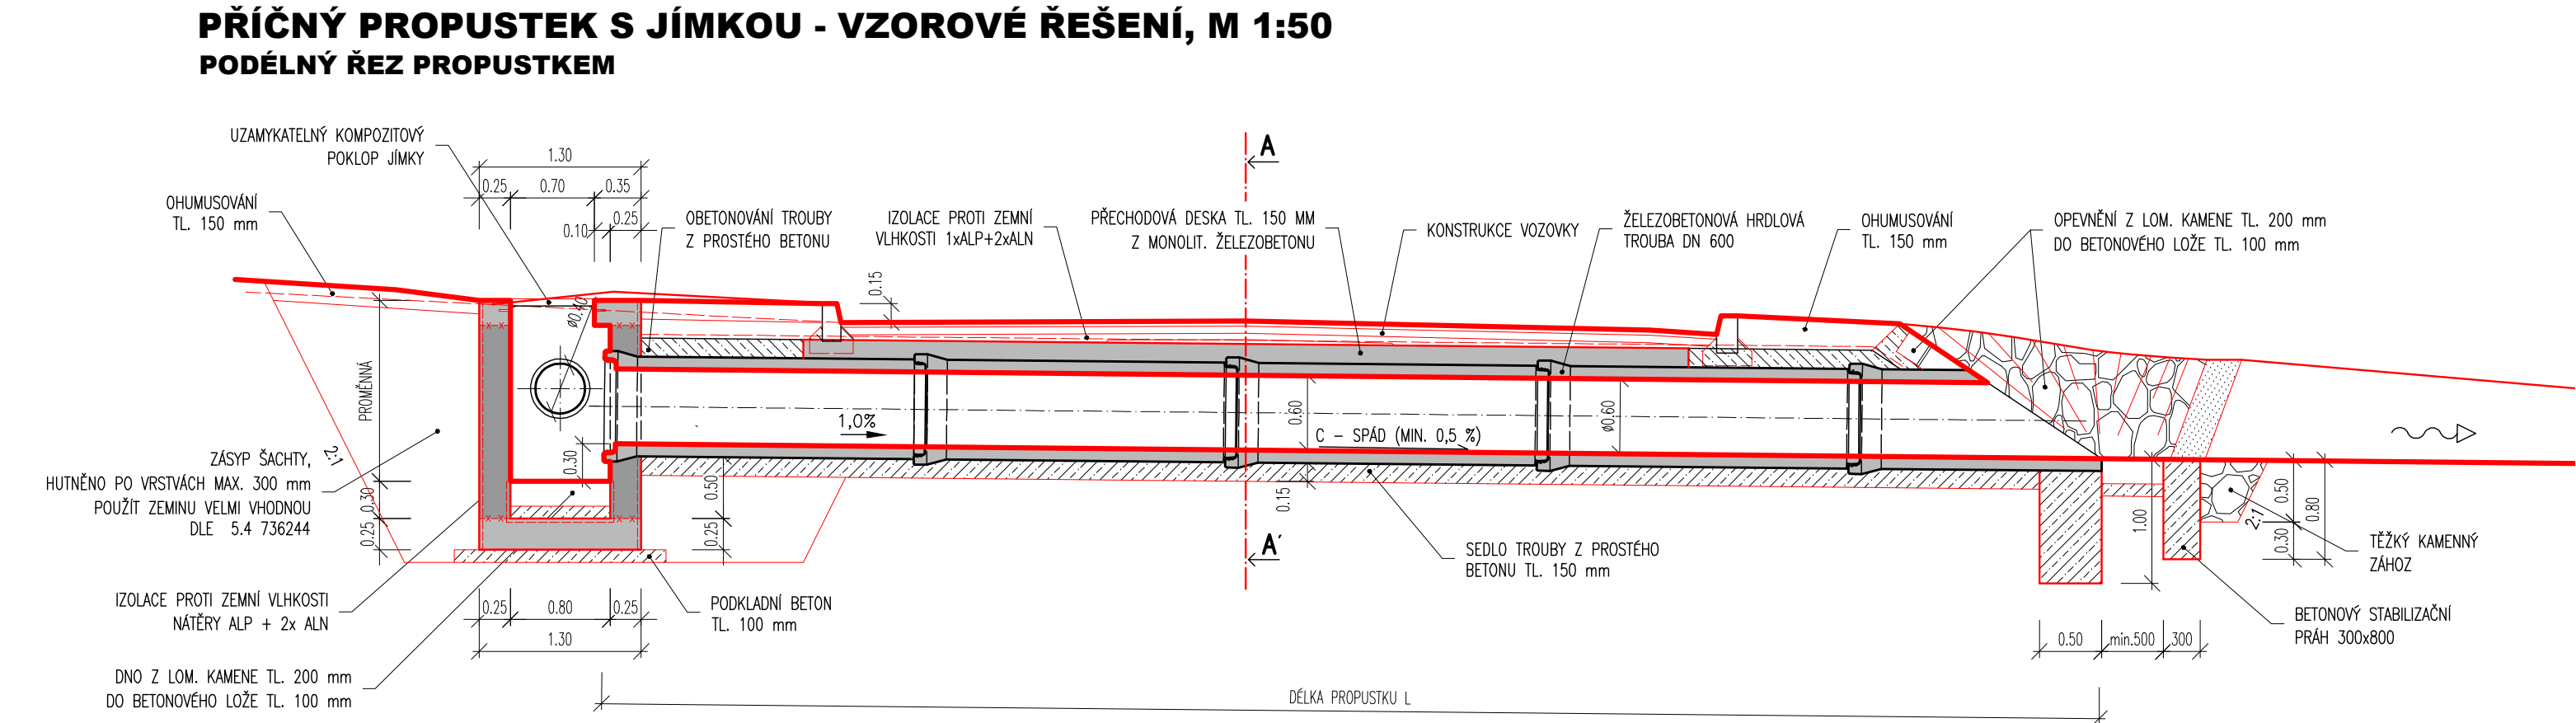 PŘÍČNÝ PROPUSTEK S JÍMKOU - VZOROVÉ ŘEŠENÍ, M 1:50
PODÉLNÝ ŘEZ PROPUSTKEM
UZAMYKATELNÝ KOMPOZITOVÝ
POKLOP JÍMKY
OHUMUSOVÁNÍ
TL. 150 mm
1.30
0.25
0.70
0.35
0.10
0.25
OBETONOVÁNÍ TROUBY
Z PROSTÉHO BETONU
IZOLACE PROTI ZEMNÍ
VLHKOSTI 1xALP+2xALN
PŘECHODOVÁ DESKA TL. 150 MM
Z MONOLIT. ŽELEZOBETONU
A
KONSTRUKCE VOZOVKY
ŽELEZOBETONOVÁ HRDLOVÁ
TROUBA DN 600
OHUMUSOVÁNÍ
TL. 150 mm
OPEVNĚNÍ Z LOM. KAMENE TL. 200 mm
DO BETONOVÉHO LOŽE TL. 100 mm
0.15
ø0.40
PROMĚNNÁ
2:1
1,0%
0.60
ø0.60
C – SPÁD (MIN. 0,5 %)
ZÁSYP ŠACHTY,
HUTNĚNO PO VRSTVÁCH MAX. 300 mm
POUŽÍT ZEMINU VELMI VHODNOU
DLE 5.4 736244
0.30
0.30
0.25
0.50
0.25
0.15
1.00
2:1
0.50
0.30
0.80
A´
SEDLO TROUBY Z PROSTÉHO
BETONU TL. 150 mm
TĚŽKÝ KAMENNÝ
ZÁHOZ
IZOLACE PROTI ZEMNÍ VLHKOSTI
NÁTĚRY ALP + 2x ALN
0.25
0.80
0.25
1.30
PODKLADNÍ BETON
TL. 100 mm
BETONOVÝ STABILIZAČNÍ
PRÁH 300x800
0.50
min.500
300
DNO Z LOM. KAMENE TL. 200 mm
DO BETONOVÉHO LOŽE TL. 100 mm
DÉLKA PROPUSTKU L